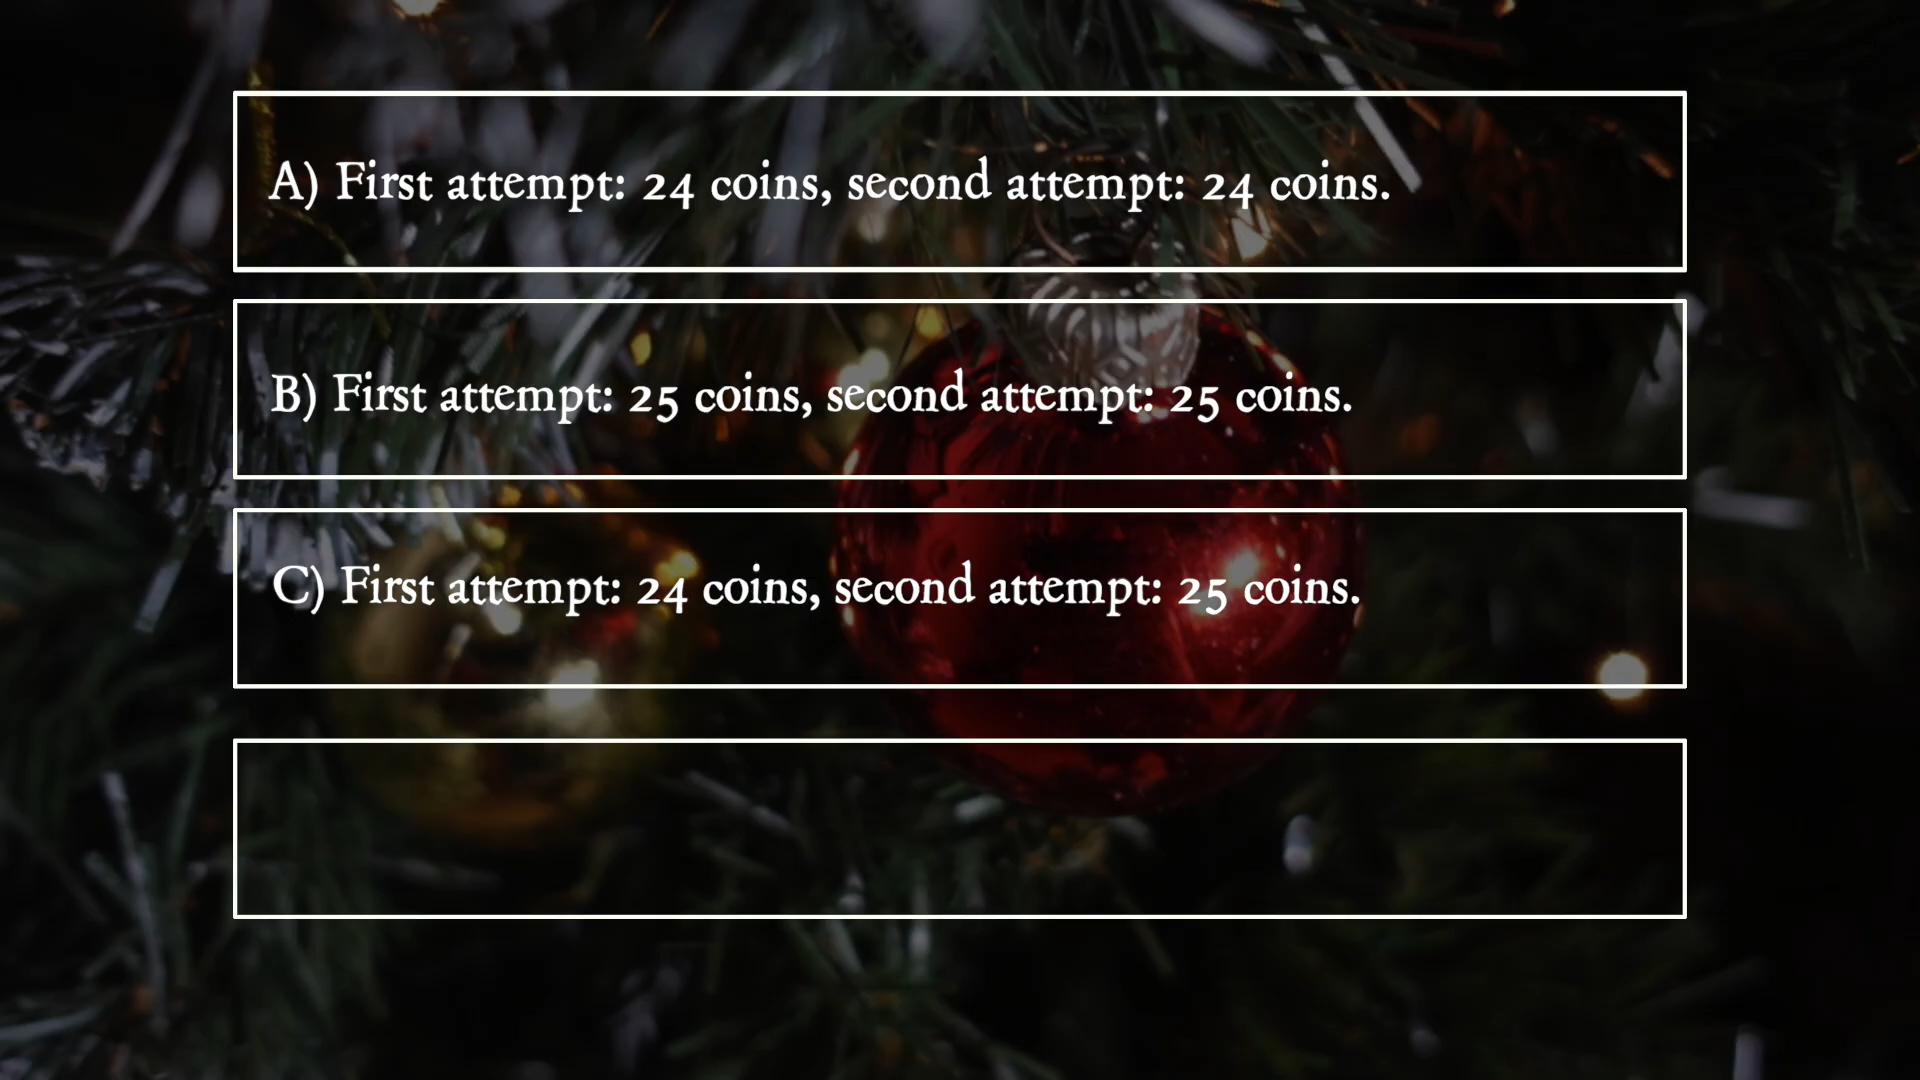 A) First attempt: 24 coins, second attempt: 24 coins.
B) First attempt: 25 coins, second attempt: 25 coins.
C) First attempt: 24 coins, second attempt: 25 coins.